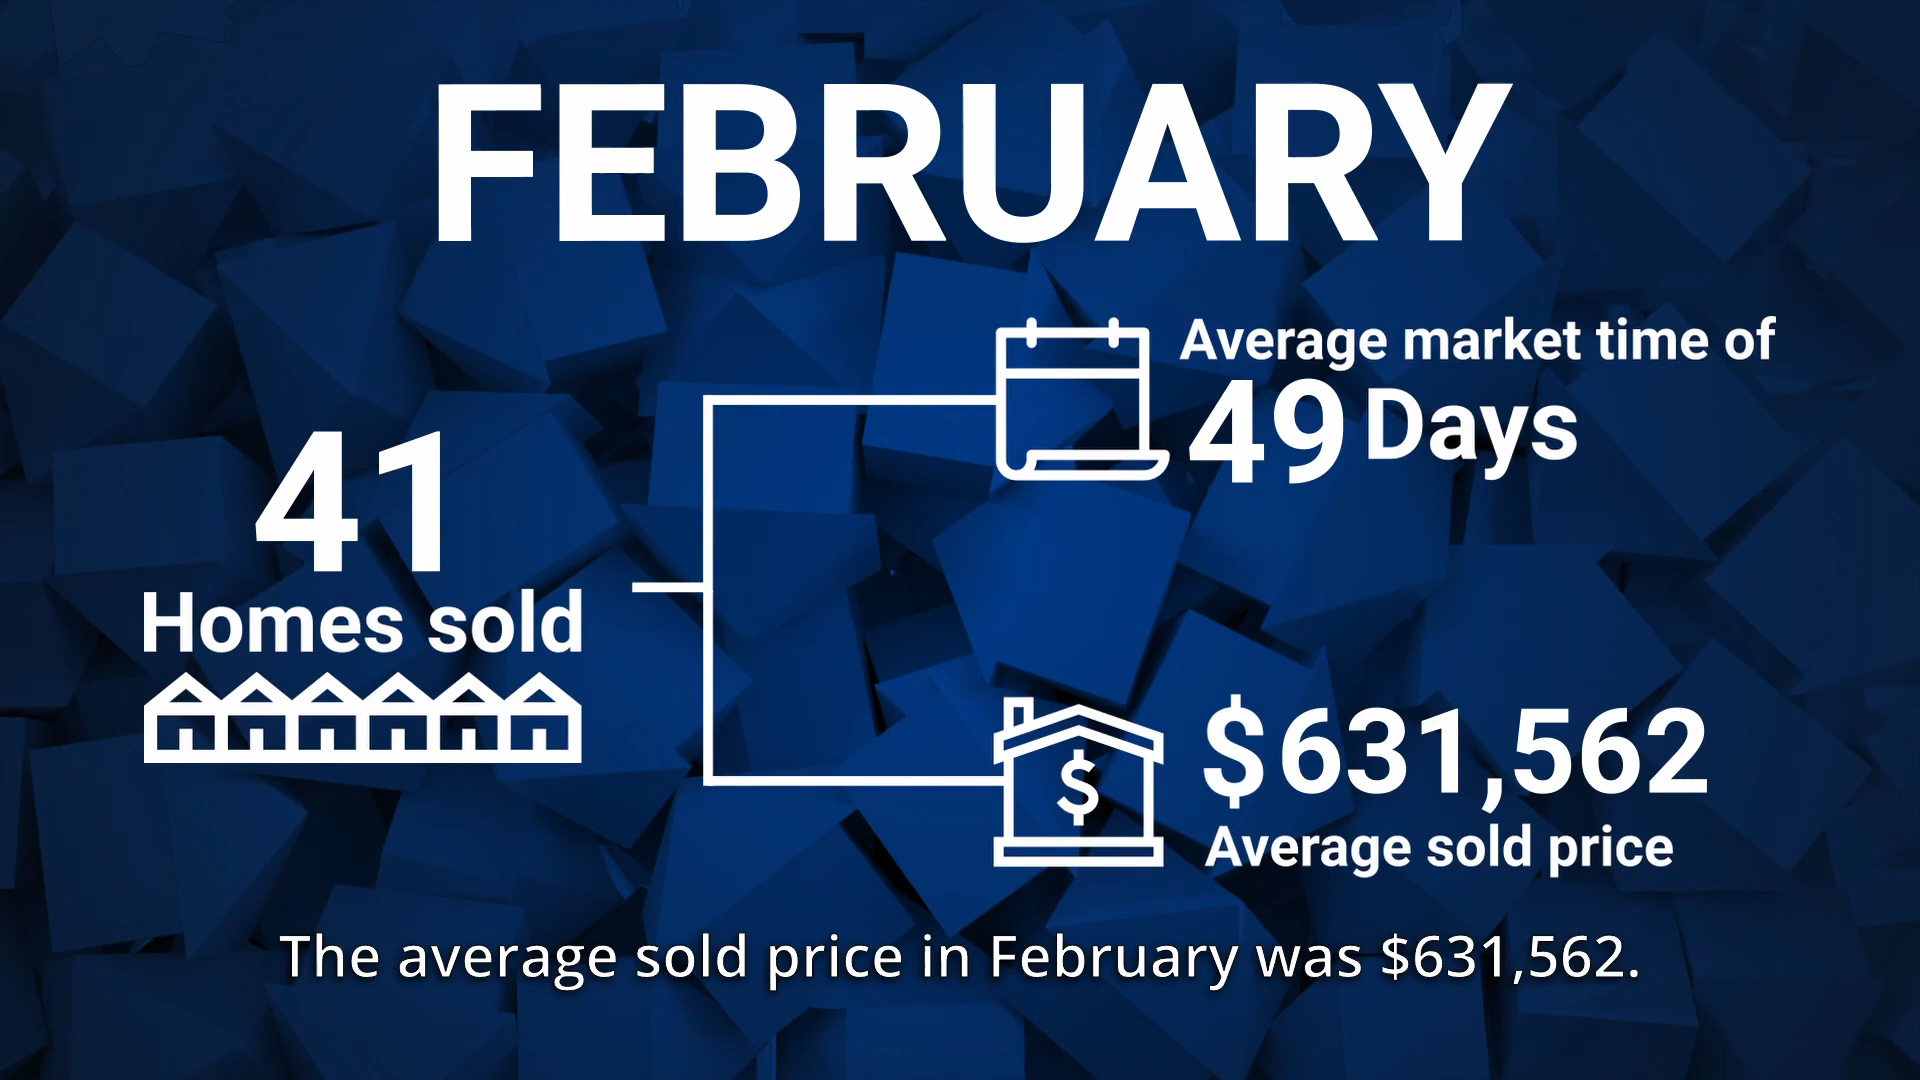 FEBRUARY
41
Homes sold
Average market time of
49 Days
$
$631,562
Average sold price
The average sold price in February was $631,562.